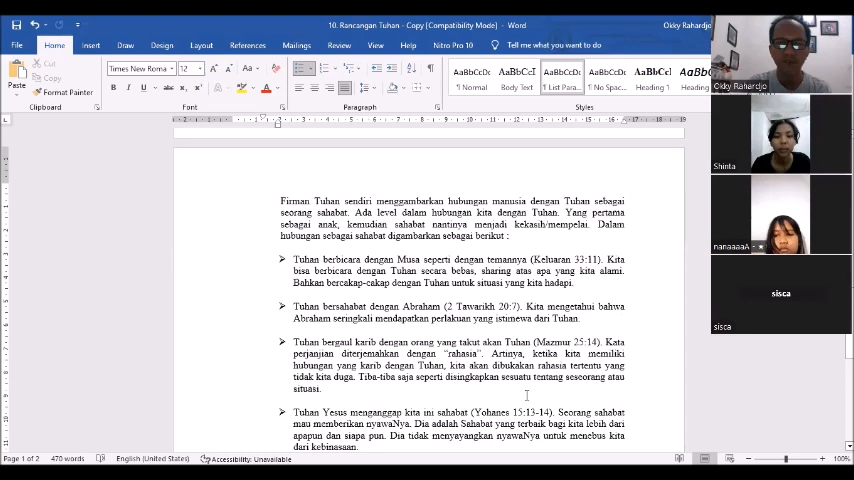 10. Rancangan Tuhan - Copy [Compatibility Mode] - Word
Okky Rahardjo
File Home Insert Draw Design Layout References Mailings Review View Help Nitro Pro 10 Tell me what you want to do
Cut
Copy
Paste
Format Painter
Times New Roma 12
AaBbCcDc AaBbCcI AaBbCcDc AaBbCcDc AaBbCcI AaBb
¶ Normal Body Text ¶ List Para... ¶ No Spac... Heading 1 ¶ Parag
Clipboard Font Paragraph Styles
Okky Rahardjo
Shinta
nanaaaaA - ★
sisca
sisca
Firman Tuhan sendiri menggambarkan hubungan manusia dengan Tuhan sebagai
seorang sahabat. Ada level dalam hubungan kita dengan Tuhan. Yang pertama
sebagai anak, kemudian sahabat nantinya menjadi kekasih/mempelai. Dalam
hubungan sebagai sahabat digambarkan sebagai berikut :
➢ Tuhan berbicara dengan Musa seperti dengan temannya (Keluaran 33:11). Kita
bisa berbicara dengan Tuhan secara bebas, sharing atas apa yang kita alami.
Bahkan bercakap-cakap dengan Tuhan untuk situasi yang kita hadapi.
➢ Tuhan bersahabat dengan Abraham (2 Tawarikh 20:7). Kita mengetahui bahwa
Abraham seringkali mendapatkan perlakuan yang istimewa dari Tuhan.
➢ Tuhan bergaul karib dengan orang yang takut akan Tuhan (Mazmur 25:14). Kata
perjanjian diterjemahkan dengan “rahasia”. Artinya, ketika kita memiliki
hubungan yang karib dengan Tuhan, kita akan dibukakan rahasia tertentu yang
tidak kita duga. Tiba-tiba saja seperti disingkapkan sesuatu tentang seseorang atau
situasi.
➢ Tuhan Yesus menganggap kita ini sahabat (Yohanes 15:13-14). Seorang sahabat
mau memberikan nyawaNya. Dia adalah Sahabat yang terbaik bagi kita lebih dari
apapun dan siapa pun. Dia tidak menyayangkan nyawaNya untuk menebus kita
dari kebinasaan.
Page 1 of 2 470 words English (United States) Accessibility: Unavailable 100%